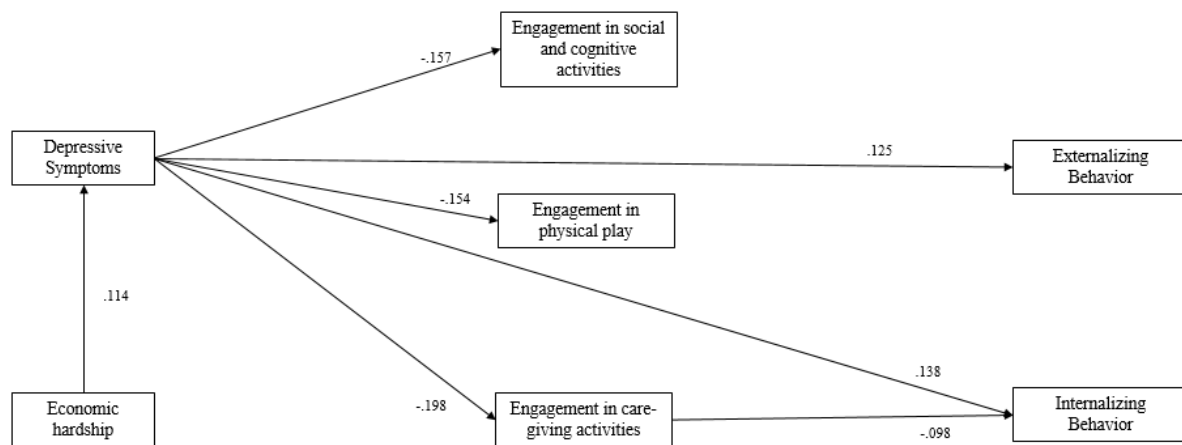 Engagement in social
and cognitive
activities
-.157
Depressive
Symptoms
.125
Externalizing
Behavior
-.154
Engagement in
physical play
.114
.138
Economic
hardship
-.198
Engagement in care-
giving activities
-.098
Internalizing
Behavior